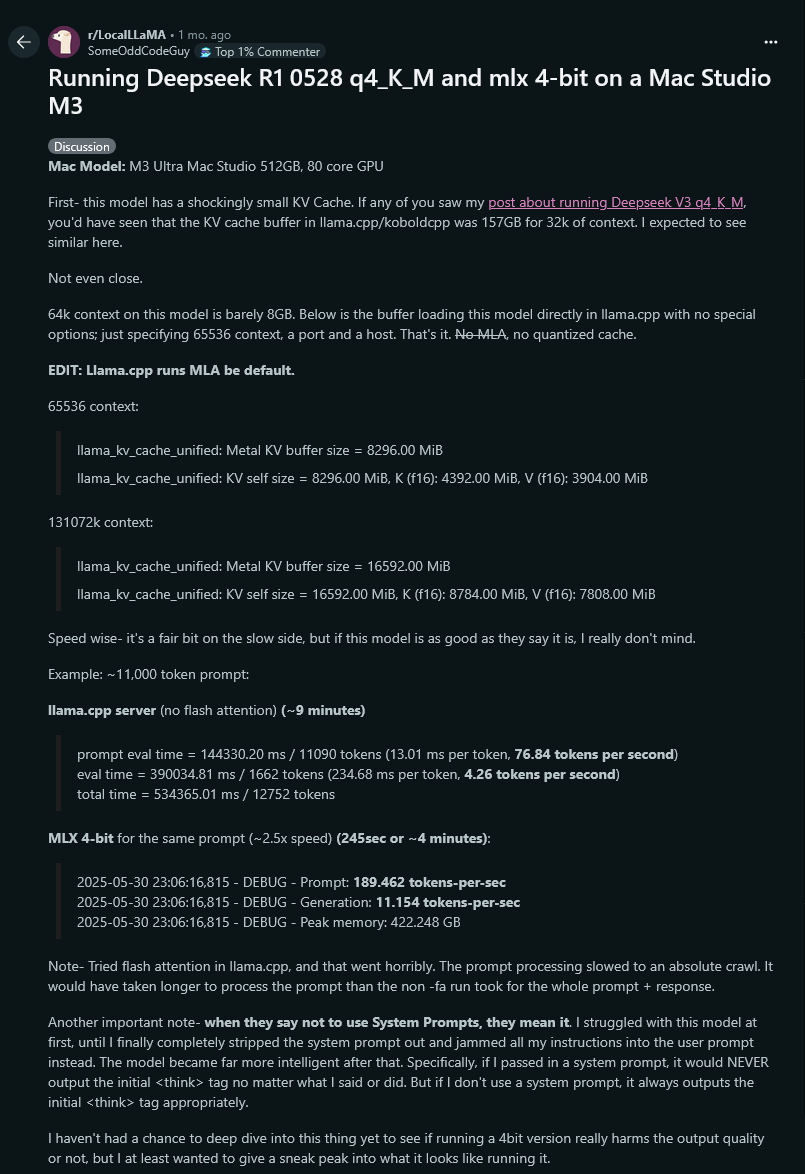 r/LocalLLaMA • 1 mo. ago
SomeOddCodeGuy Top 1% Commenter
Running Deepseek R1 0528 q4_K_M and mlx 4-bit on a Mac Studio
M3
Discussion
Mac Model: M3 Ultra Mac Studio 512GB, 80 core GPU
First- this model has a shockingly small KV Cache. If any of you saw my post about running Deepseek V3 q4_K_M,
you'd have seen that the KV cache buffer in llama.cpp/koboldcpp was 157GB for 32k of context. I expected to see
similar here.
Not even close.
64k context on this model is barely 8GB. Below is the buffer loading this model directly in llama.cpp with no special
options; just specifying 65536 context, a port and a host. That's it. No MLA, no quantized cache.
EDIT: Llama.cpp runs MLA be default.
65536 context:
llama_kv_cache_unified: Metal KV buffer size = 8296.00 MiB
llama_kv_cache_unified: KV self size = 8296.00 MiB, K (f16): 4392.00 MiB, V (f16): 3904.00 MiB
131072k context:
llama_kv_cache_unified: Metal KV buffer size = 16592.00 MiB
llama_kv_cache_unified: KV self size = 16592.00 MiB, K (f16): 8784.00 MiB, V (f16): 7808.00 MiB
Speed wise- it's a fair bit on the slow side, but if this model is as good as they say it is, I really don't mind.
Example: ~11,000 token prompt:
llama.cpp server (no flash attention) (~9 minutes)
prompt eval time = 144330.20 ms / 11090 tokens (13.01 ms per token, 76.84 tokens per second)
eval time = 390034.81 ms / 1662 tokens (234.68 ms per token, 4.26 tokens per second)
total time = 534365.01 ms / 12752 tokens
MLX 4-bit for the same prompt (~2.5x speed) (245sec or ~4 minutes):
2025-05-30 23:06:16,815 - DEBUG - Prompt: 189.462 tokens-per-sec
2025-05-30 23:06:16,815 - DEBUG - Generation: 11.154 tokens-per-sec
2025-05-30 23:06:16,815 - DEBUG - Peak memory: 422.248 GB
Note- Tried flash attention in llama.cpp, and that went horribly. The prompt processing slowed to an absolute crawl. It
would have taken longer to process the prompt than the non -fa run took for the whole prompt + response.
Another important note- when they say not to use System Prompts, they mean it. I struggled with this model at
first, until I finally completely stripped the system prompt out and jammed all my instructions into the user prompt
instead. The model became far more intelligent after that. Specifically, if I passed in a system prompt, it would NEVER
output the initial <think> tag no matter what I said or did. But if I don't use a system prompt, it always outputs the
initial <think> tag appropriately.
I haven't had a chance to deep dive into this thing yet to see if running a 4bit version really harms the output quality
or not, but I at least wanted to give a sneak peak into what it looks like running it.